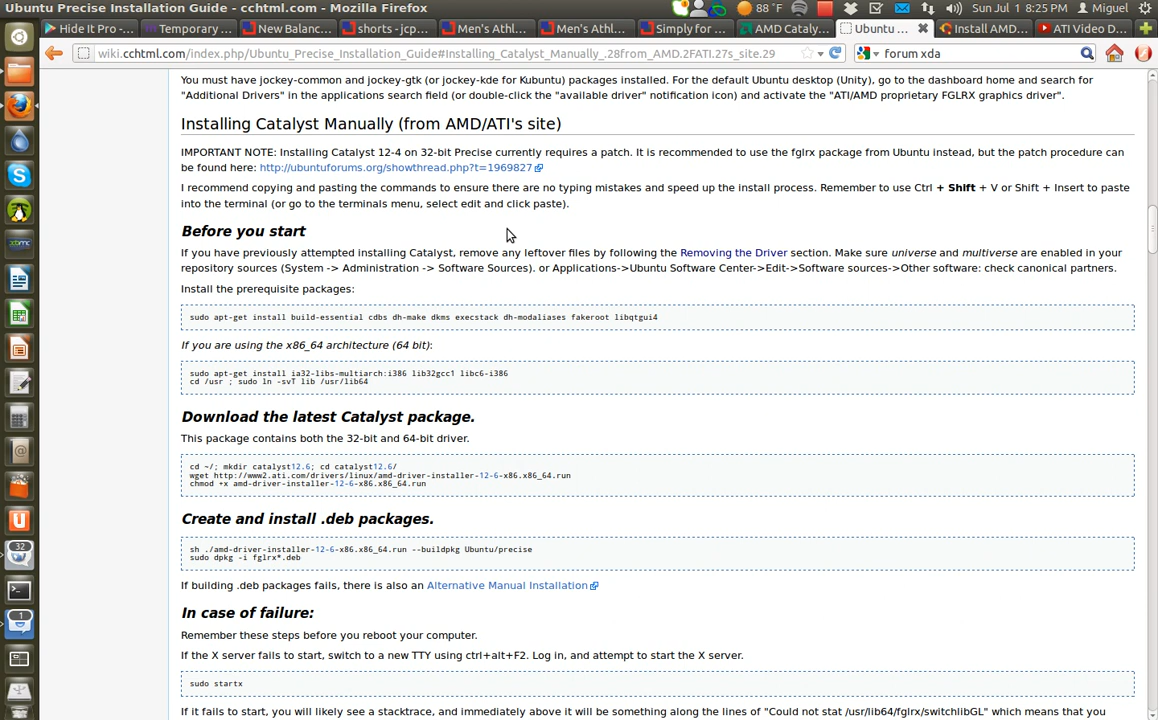 Ubuntu Precise Installation Guide - cchtml.com - Mozilla Firefox
88 °F
Sun Jul 1 8:25 PM
Miguel
Hide It Pro -...
Temporary ...
New Balanc...
shorts - jcp...
Men's Athl...
Men's Athl...
Simply for ...
AMD Cataly...
Ubuntu ...
Install AMD...
ATI Video D...
wiki.cchtml.com/index.php/Ubuntu_Precise_Installation_Guide#Installing_Catalyst_Manually_.28from_AMD.2FATI.27s_site.29
forum xda
You must have jockey-common and jockey-gtk (or jockey-kde for Kubuntu) packages installed. For the default Ubuntu desktop (Unity), go to the dashboard home and search for
"Additional Drivers" in the applications search field (or double-click the "available driver" notification icon) and activate the "ATI/AMD proprietary FGLRX graphics driver".
Installing Catalyst Manually (from AMD/ATI's site)
IMPORTANT NOTE: Installing Catalyst 12-4 on 32-bit Precise currently requires a patch. It is recommended to use the fglrx package from Ubuntu instead, but the patch procedure can
be found here: http://ubuntuforums.org/showthread.php?t=1969827
I recommend copying and pasting the commands to ensure there are no typing mistakes and speed up the install process. Remember to use Ctrl + Shift + V or Shift + Insert to paste
into the terminal (or go to the terminals menu, select edit and click paste).
Before you start
If you have previously attempted installing Catalyst, remove any leftover files by following the Removing the Driver section. Make sure universe and multiverse are enabled in your
repository sources (System -> Administration -> Software Sources). or Applications->Ubuntu Software Center->Edit->Software sources->Other software: check canonical partners.
Install the prerequisite packages:
sudo apt-get install build-essential cdbs dh-make dkms execstack dh-modaliases fakeroot libqtgui4
If you are using the x86_64 architecture (64 bit):
sudo apt-get install ia32-libs-multiarch:i386 lib32gcc1 libc6-i386
cd /usr ; sudo ln -svT lib /usr/lib64
Download the latest Catalyst package.
This package contains both the 32-bit and 64-bit driver.
cd ~/; mkdir catalyst12.6; cd catalyst12.6/
wget http://www2.ati.com/drivers/linux/amd-driver-installer-12-6-x86.x86_64.run
chmod +x amd-driver-installer-12-6-x86.x86_64.run
Create and install .deb packages.
sh ./amd-driver-installer-12-6-x86.x86_64.run --buildpkg Ubuntu/precise
sudo dpkg -i fglrx*.deb
If building .deb packages fails, there is also an Alternative Manual Installation
In case of failure:
Remember these steps before you reboot your computer.
If the X server fails to start, switch to a new TTY using ctrl+alt+F2. Log in, and attempt to start the X server.
sudo startx
If it fails to start, you will likely see a stacktrace, and immediately above it will be something along the lines of "Could not stat /usr/lib64/fglrx/switchlibGL" which means that you
32
1